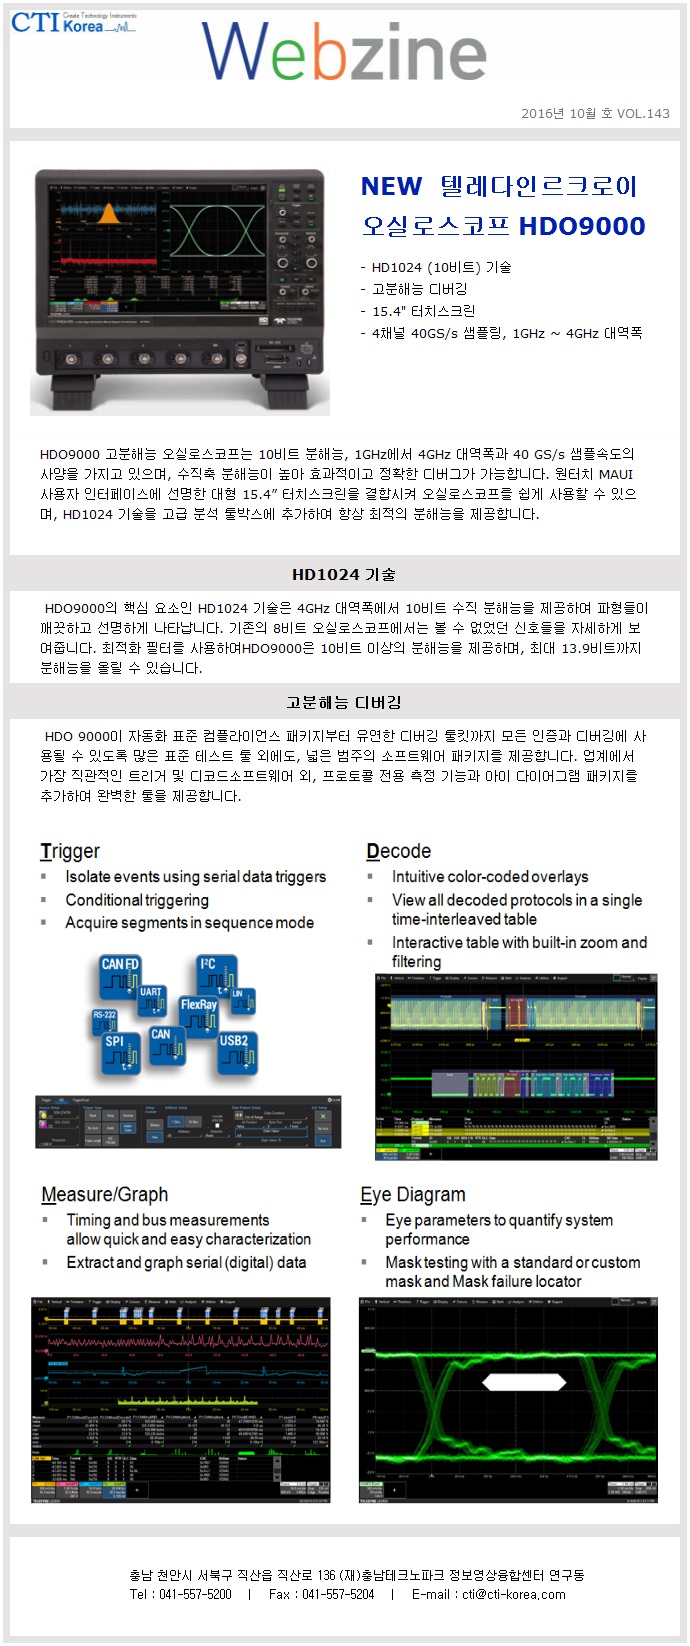 CTI Create Technology Instruments
Korea
Webzine
2016년 10월 호 VOL.143
NEW 텔레다인르크로이
오실로스코프 HDO9000
- HD1024 (10비트) 기술
- 고분해능 디버깅
- 15.4" 터치스크린
- 4채널 40GS/s 샘플링, 1GHz ~ 4GHz 대역폭
HDO9000 고분해능 오실로스코프는 10비트 분해능, 1GHz에서 4GHz 대역폭과 40 GS/s 샘플속도의
사양을 가지고 있으며, 수직축 분해능이 높아 효과적이고 정확한 디버그가 가능합니다. 원터치 MAUI
사용자 인터페이스에 선명한 대형 15.4” 터치스크린을 결합시켜 오실로스코프를 쉽게 사용할 수 있으
며, HD1024 기술을 고급 분석 툴박스에 추가하여 항상 최적의 분해능을 제공합니다.
HD1024 기술
HDO9000의 핵심 요소인 HD1024 기술은 4GHz 대역폭에서 10비트 수직 분해능을 제공하여 파형들이
깨끗하고 선명하게 나타납니다. 기존의 8비트 오실로스코프에서는 볼 수 없었던 신호들을 자세하게 보
여줍니다. 최적화 필터를 사용하여HDO9000은 10비트 이상의 분해능을 제공하며, 최대 13.9비트까지
분해능을 올릴 수 있습니다.
고분해능 디버깅
HDO 9000이 자동화 표준 컴플라이언스 패키지부터 유연한 디버깅 툴킷까지 모든 인증과 디버깅에 사
용될 수 있도록 많은 표준 테스트 툴 외에도, 넓은 범주의 소프트웨어 패키지를 제공합니다. 업계에서
가장 직관적인 트리거 및 디코드소프트웨어 외, 프로토콜 전용 측정 기능과 아이 다이어그램 패키지를
추가하여 완벽한 툴을 제공합니다.
Trigger
Isolate events using serial data triggers
Conditional triggering
Acquire segments in sequence mode
CAN FD
I²C
UART
LIN
RS-232
FlexRay
SPI
CAN
USB2
Decode
Intuitive color-coded overlays
View all decoded protocols in a single
time-interleaved table
Interactive table with built-in zoom and
filtering
Measure/Graph
Timing and bus measurements
allow quick and easy characterization
Extract and graph serial (digital) data
Eye Diagram
Eye parameters to quantify system
performance
Mask testing with a standard or custom
mask and Mask failure locator
충남 천안시 서북구 직산읍 직산로 136 (재)충남테크노파크 정보영상융합센터 연구동
Tel : 041-557-5200 | Fax : 041-557-5204 | E-mail : cti@cti-korea.com